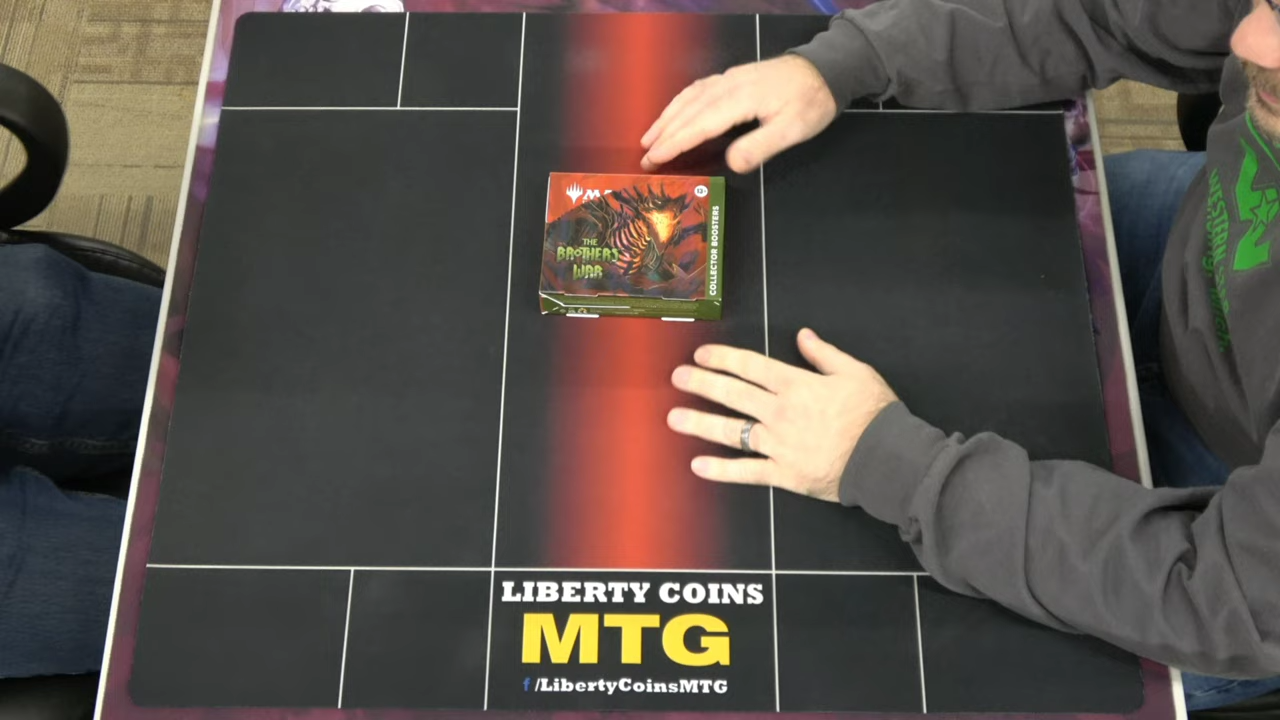 13+
THE
BROTHERS'
WAR
COLLECTOR BOOSTERS
LIBERTY COINS
MTG
f/LibertyCoinsMTG